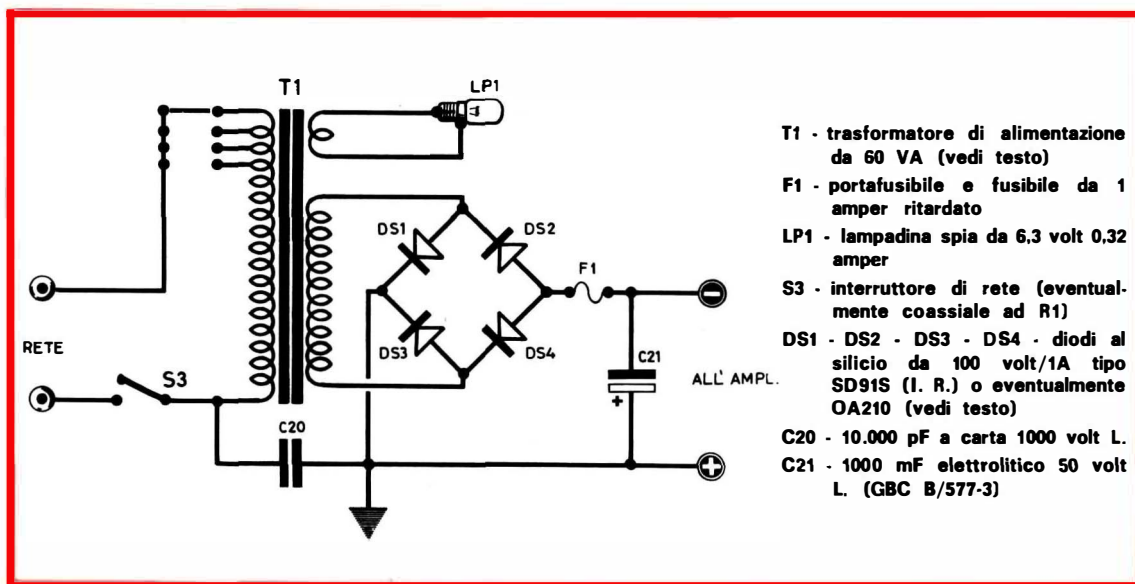 T1
LP1
DS1
DS2
F1
RETE
DS3
DS4
C21
ALL' AMPL.
S3
+
C20
T1 - trasformatore di alimentazione
da 60 VA (vedi testo)
F1 - portafusibile e fusibile da 1
amper ritardato
LP1 - lampadina spia da 6,3 volt 0,32
amper
S3 - interruttore di rete (eventual-
mente coassiale ad R1)
DS1 - DS2 - DS3 - DS4 - diodi al
silicio da 100 volt/1A tipo
SD91S (I. R.) o eventualmente
OA210 (vedi testo)
C20 - 10.000 pF a carta 1000 volt L.
C21 - 1000 mF elettrolitico 50 volt
L. (GBC B/577-3)